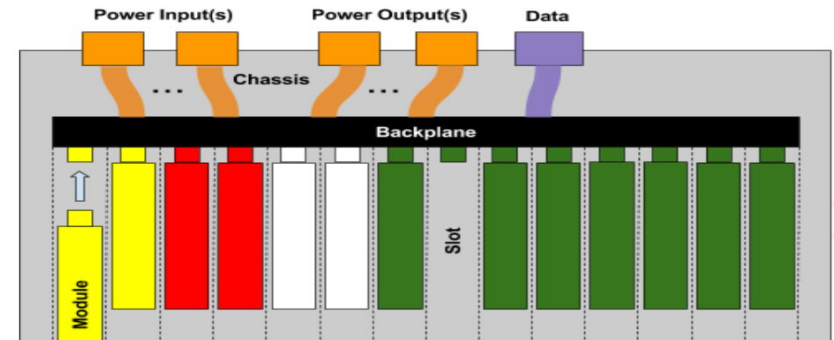 Power Input(s) Power Output(s) Data
... Chassis ...
Backplane
Slot
Module